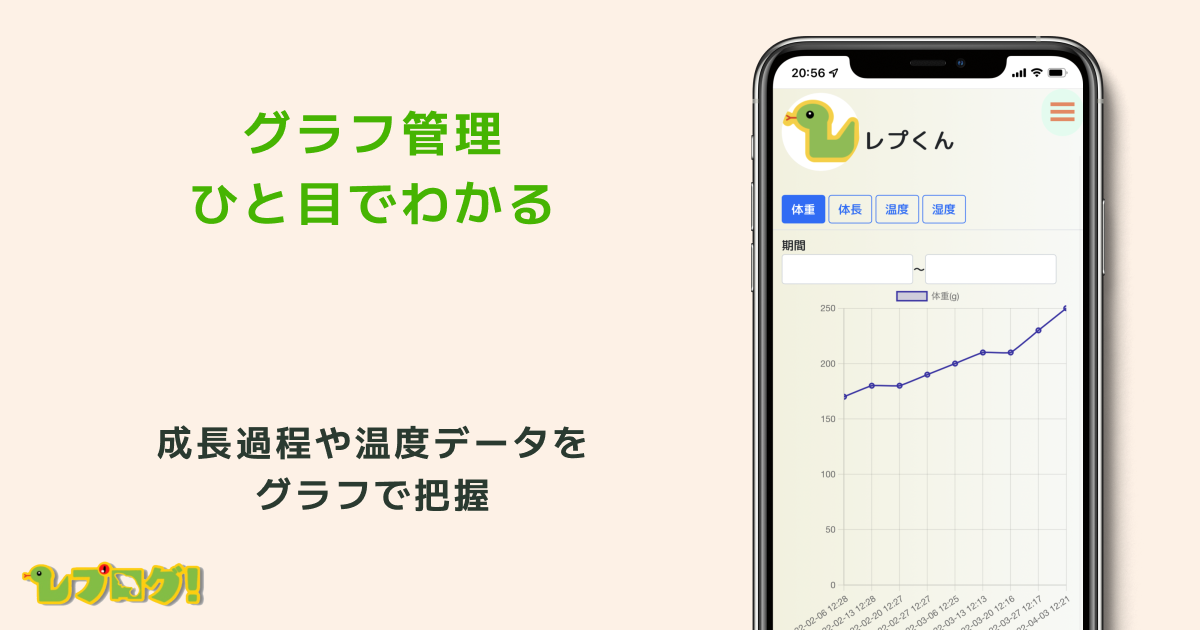 グラフ管理
ひと目でわかる
成長過程や温度データを
グラフで把握
レプログ!
20:56
レプくん
体重 体長 温度 湿度
期間
～
体重(g)
250
200
150
100
50
0
22-02-06 12:28
22-02-13 12:28
22-02-20 12:27
22-02-27 12:27
22-03-06 12:25
22-03-13 12:13
22-03-20 12:16
22-03-27 12:17
22-04-03 12:21